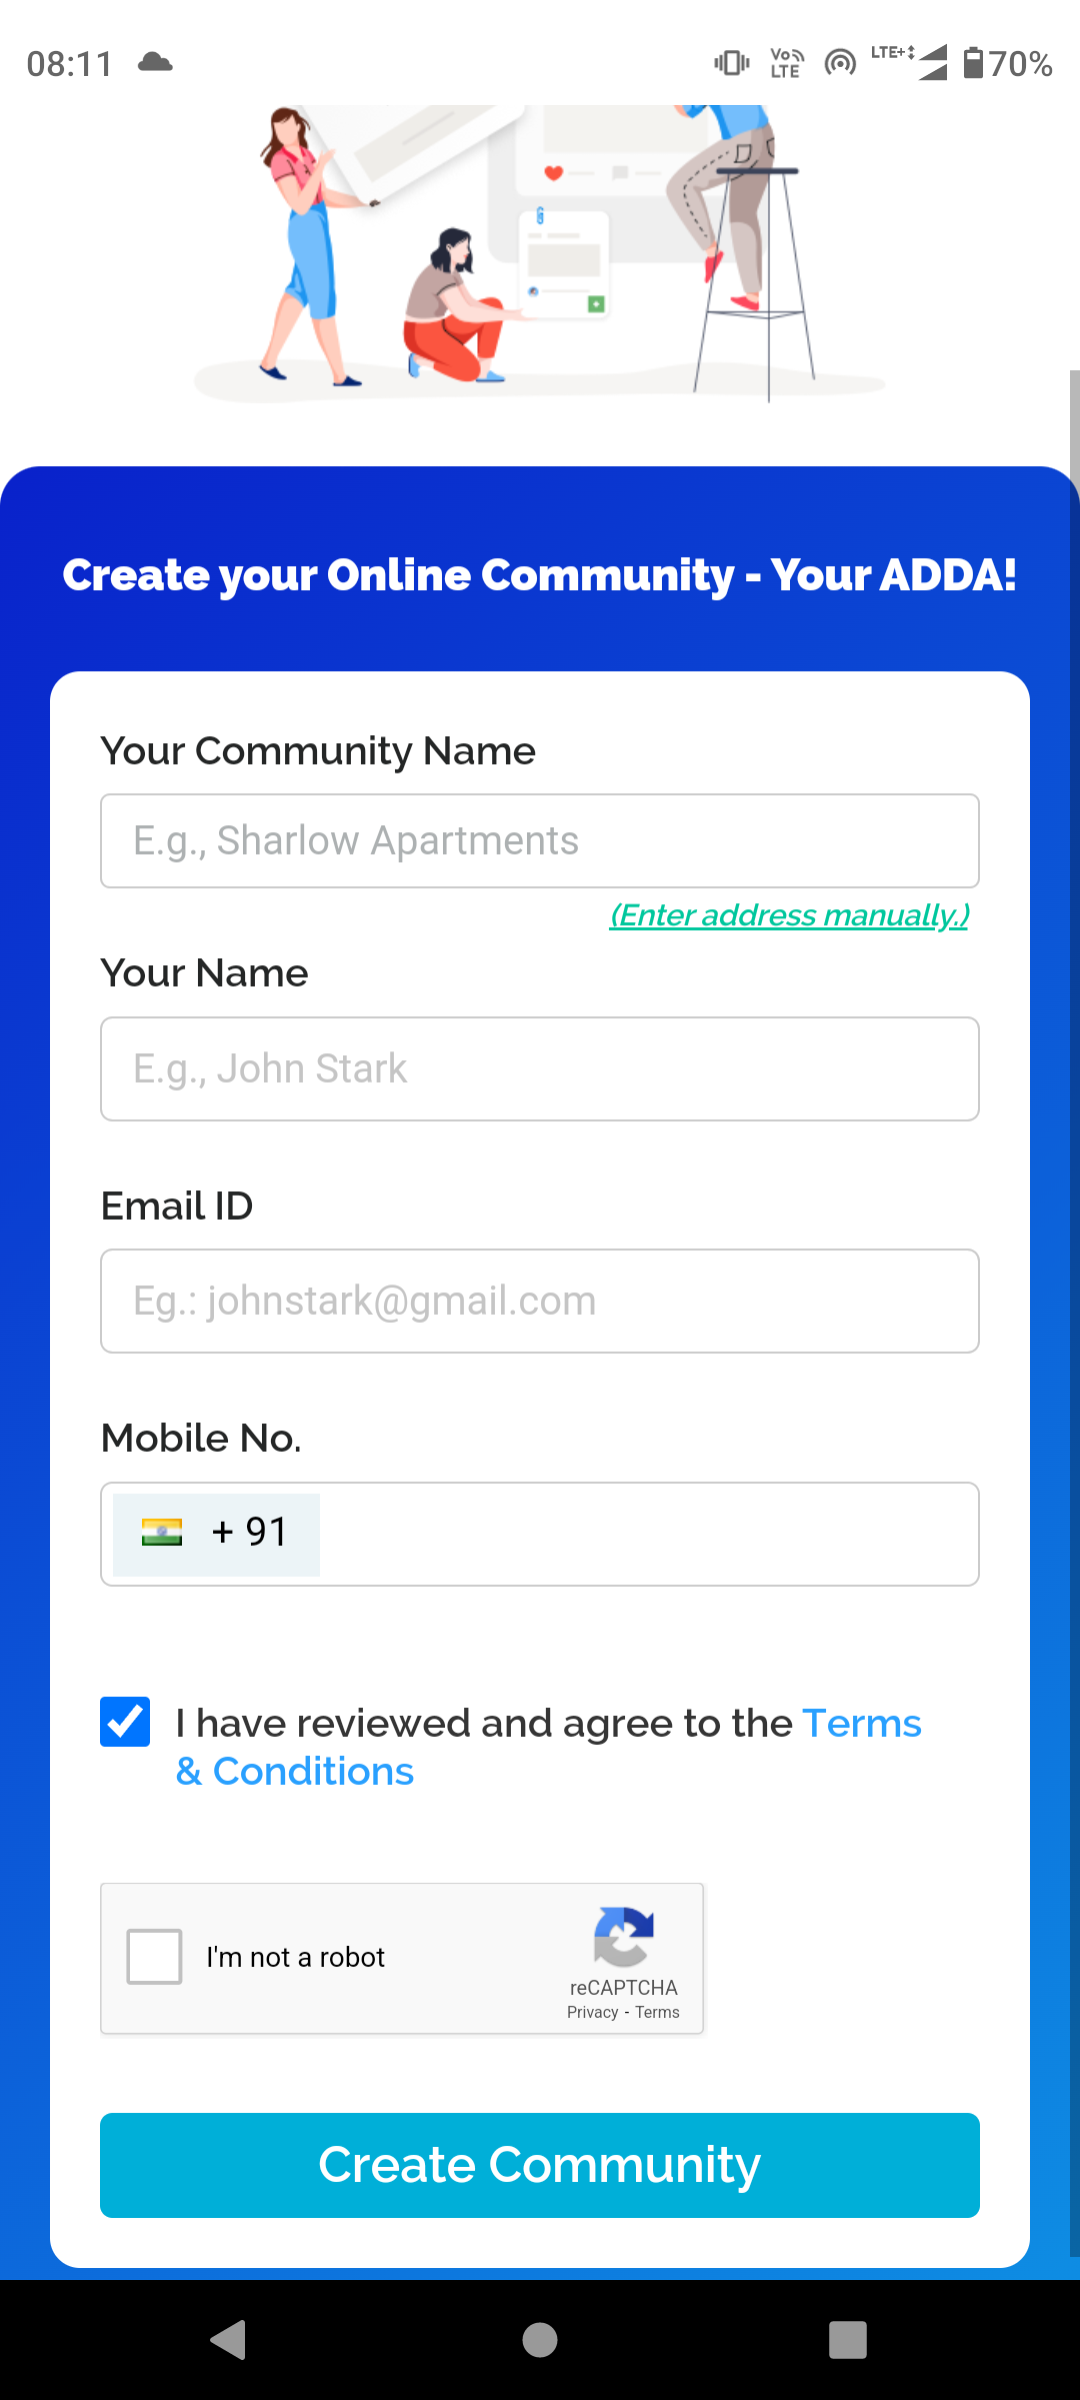 08:11
Vo LTE
LTE+
70%
Create your Online Community - Your ADDA!
Your Community Name
E.g., Sharlow Apartments
(Enter address manually.)
Your Name
E.g., John Stark
Email ID
Eg.: johnstark@gmail.com
Mobile No.
+ 91
I have reviewed and agree to the Terms
& Conditions
I'm not a robot
reCAPTCHA
Privacy - Terms
Create Community